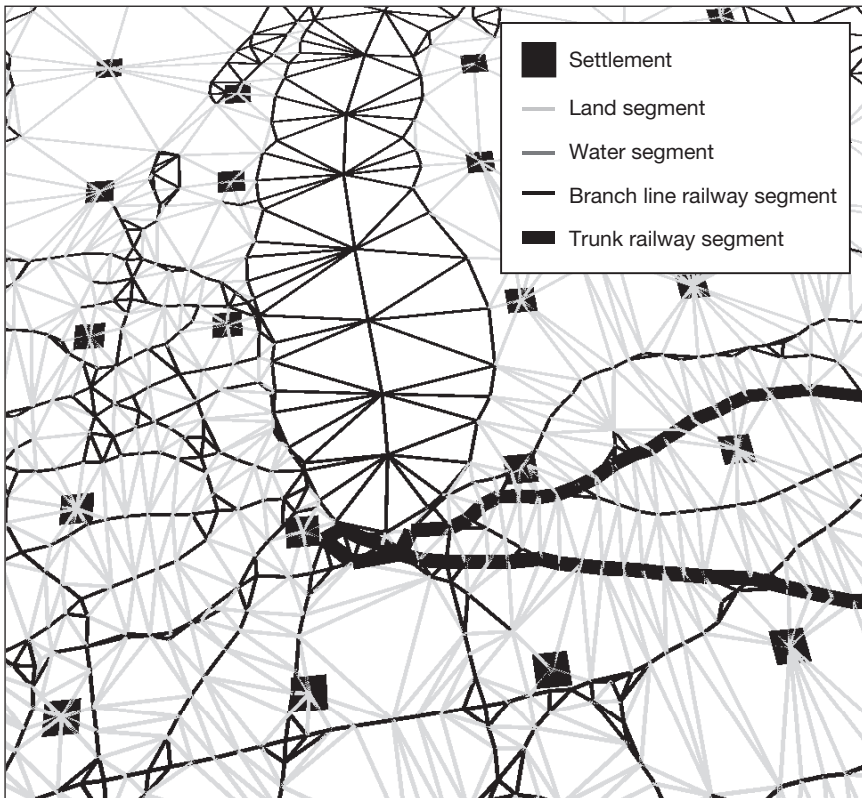 Settlement
Land segment
Water segment
Branch line railway segment
Trunk railway segment